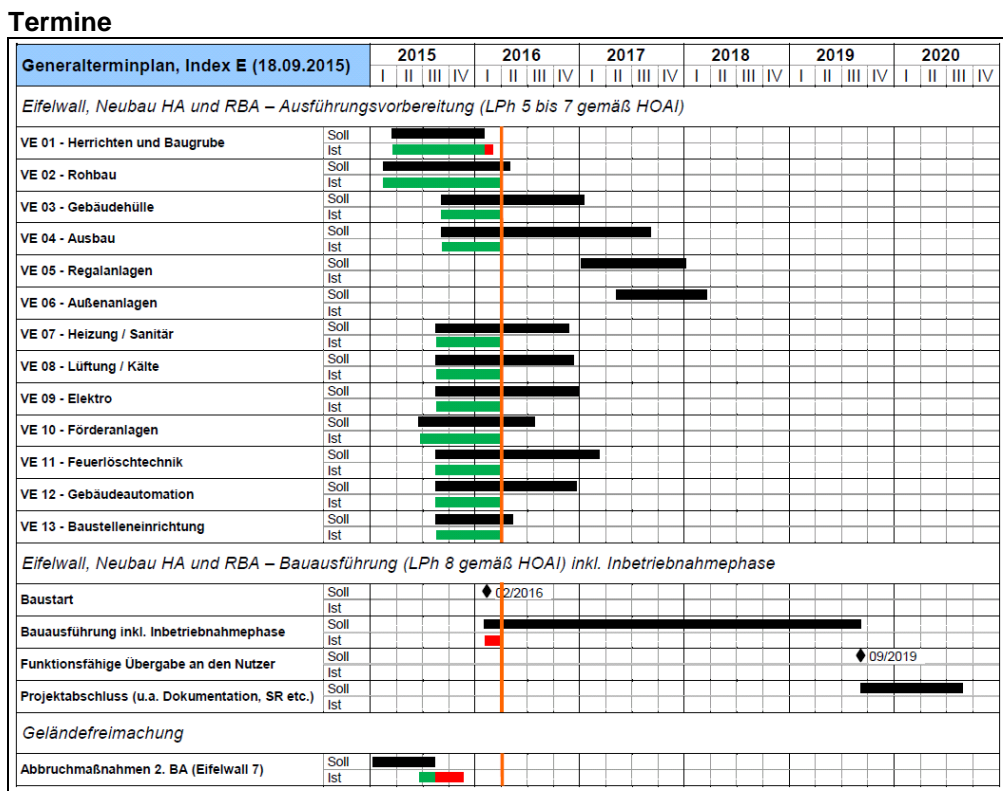 Termine
Generalterminplan, Index E (18.09.2015) 2015 2016 2017 2018 2019 2020
I II III IV I II III IV I II III IV I II III IV I II III IV I II III IV
Eifelwall, Neubau HA und RBA – Ausführungsvorbereitung (LPh 5 bis 7 gemäß HOAI)
VE 01 - Herrichten und Baugrube Soll
Ist
VE 02 - Rohbau Soll
Ist
VE 03 - Gebäudehülle Soll
Ist
VE 04 - Ausbau Soll
Ist
VE 05 - Regalanlagen Soll
Ist
VE 06 - Außenanlagen Soll
Ist
VE 07 - Heizung / Sanitär Soll
Ist
VE 08 - Lüftung / Kälte Soll
Ist
VE 09 - Elektro Soll
Ist
VE 10 - Förderanlagen Soll
Ist
VE 11 - Feuerlöschtechnik Soll
Ist
VE 12 - Gebäudeautomation Soll
Ist
VE 13 - Baustelleneinrichtung Soll
Ist
Eifelwall, Neubau HA und RBA – Bauausführung (LPh 8 gemäß HOAI) inkl. Inbetriebnahmephase
Baustart Soll 02/2016
Ist
Bauausführung inkl. Inbetriebnahmephase Soll
Ist
Funktionsfähige Übergabe an den Nutzer Soll 09/2019
Ist
Projektabschluss (u.a. Dokumentation, SR etc.) Soll
Ist
Geländefreimachung
Abbruchmaßnahmen 2. BA (Eifelwall 7) Soll
Ist